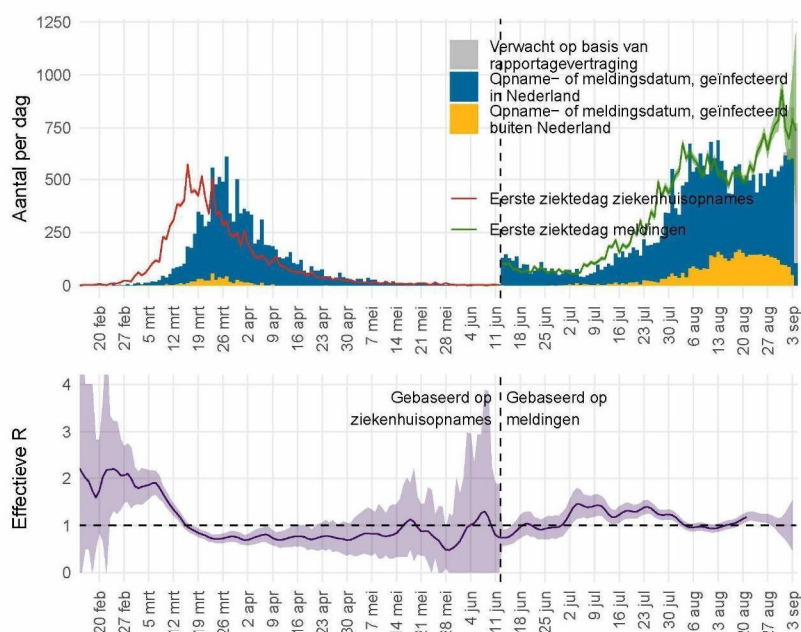 1250
1000
750
500
250
0
Aantal per dag
Verwacht op basis van
rapportagevertraging
Opname- of meldingsdatum, geïnfecteerd
in Nederland
Opname- of meldingsdatum, geïnfecteerd
buiten Nederland
Eerste ziektedag ziekenhuisopnames
Eerste ziektedag meldingen
20 feb
27 feb
5 mrt
12 mrt
19 mrt
26 mrt
2 apr
9 apr
16 apr
23 apr
30 apr
7 mei
14 mei
21 mei
28 mei
4 jun
11 jun
18 jun
25 jun
2 jul
9 jul
16 jul
23 jul
30 jul
6 aug
13 aug
20 aug
27 aug
3 sep
4
3
2
1
0
Effectieve R
Gebaseerd op
ziekenhuisopnames
Gebaseerd op
meldingen
20 feb
27 feb
5 mrt
12 mrt
19 mrt
26 mrt
2 apr
9 apr
16 apr
23 apr
30 apr
7 mei
14 mei
21 mei
28 mei
4 jun
11 jun
18 jun
25 jun
2 jul
9 jul
16 jul
23 jul
30 jul
6 aug
3 aug
20 aug
27 aug
3 sep